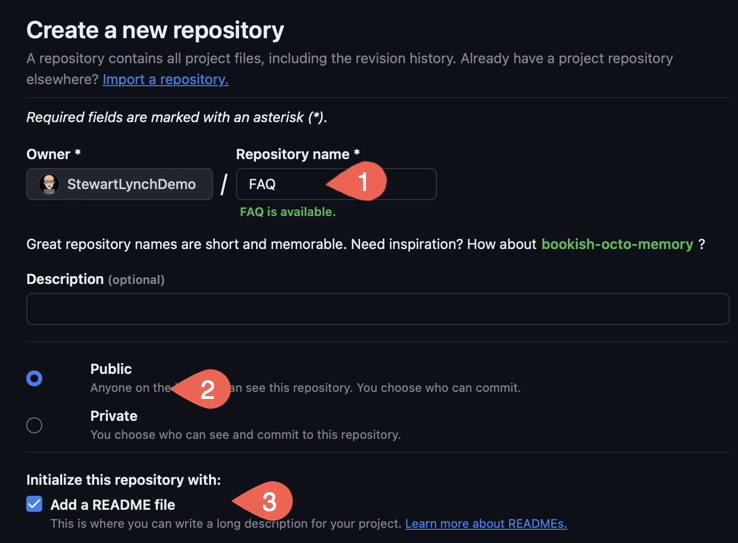 Create a new repository
A repository contains all project files, including the revision history. Already have a project repository
elsewhere? Import a repository.
Required fields are marked with an asterisk (*).
Owner * Repository name *
StewartLynchDemo / FAQ 1
FAQ is available.
Great repository names are short and memorable. Need inspiration? How about bookish-octo-memory ?
Description (optional)
Public
Anyone on the 2 an see this repository. You choose who can commit.
Private
You choose who can see and commit to this repository.
Initialize this repository with:
Add a README file 3
This is where you can write a long description for your project. Learn more about READMEs.